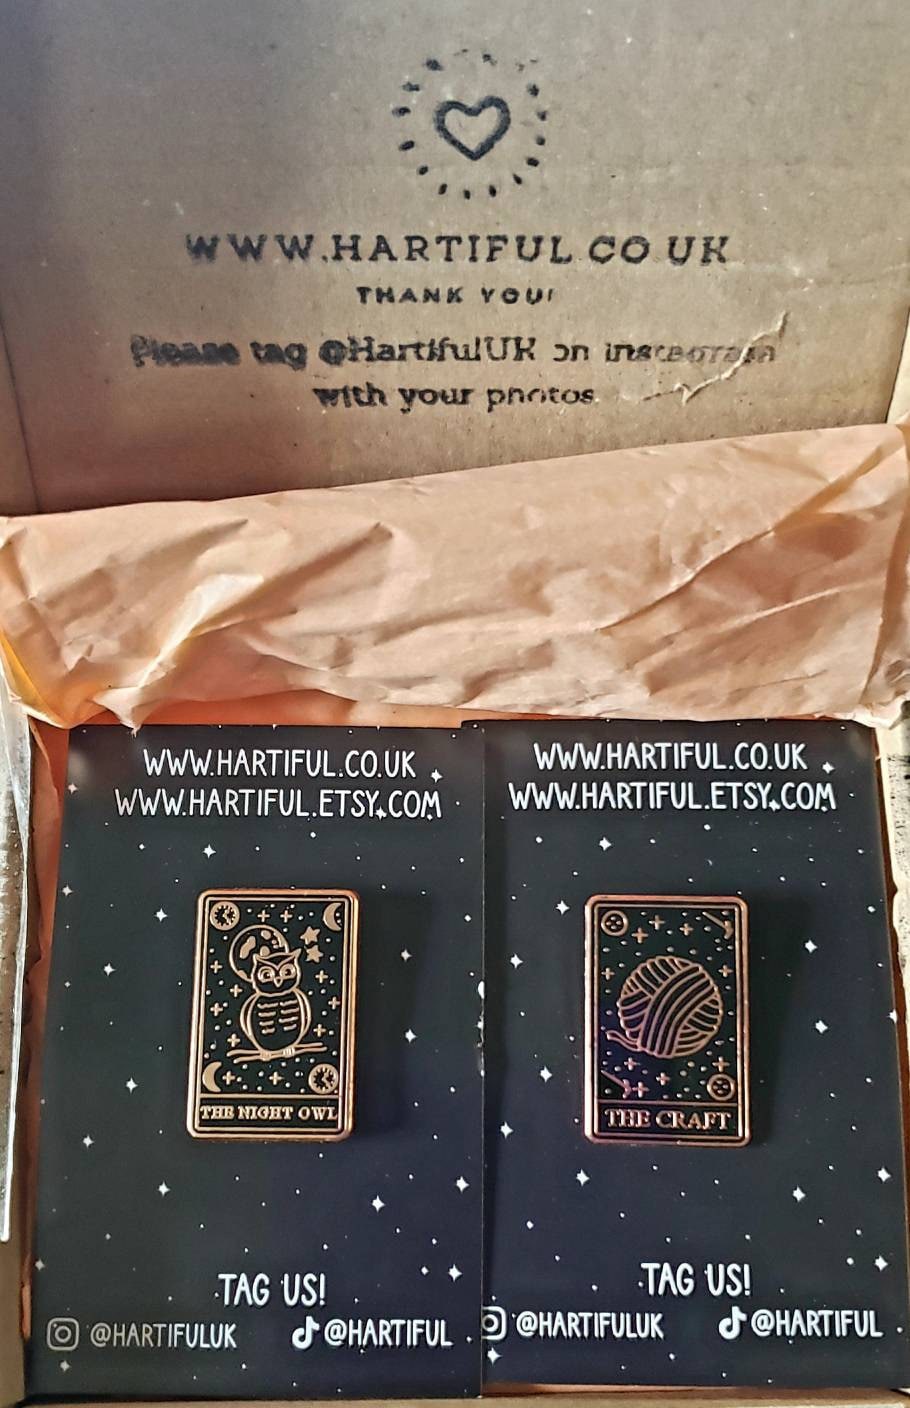 WWW.HARTIFUL.CO UK
THANK YOU!
Please tag @HartifulUK on instagram
with your photos
WWW.HARTIFUL.CO.UK
WWW.HARTIFUL.ETSY.COM
THE NIGHT OWL
TAG US!
@HARTIFULUK @HARTIFUL
WWW.HARTIFUL.CO.UK
WWW.HARTIFUL.ETSY.COM
THE CRAFT
TAG US!
@HARTIFULUK @HARTIFUL